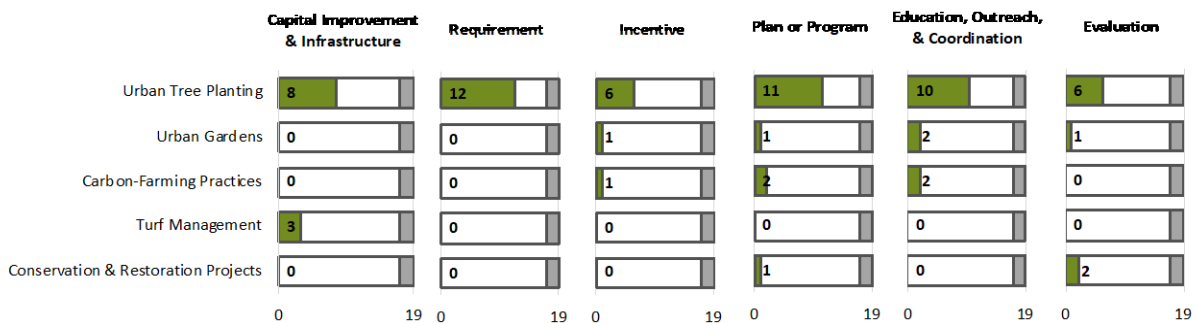 Capital Improvement
& Infrastructure
Requirement
Incentive
Plan or Program
Education, Outreach,
& Coordination
Evaluation
Urban Tree Planting 8 12 6 11 10 6
Urban Gardens 0 0 1 1 2 1
Carbon-Farming Practices 0 0 1 2 2 0
Turf Management 3 0 0 0 0 0
Conservation & Restoration Projects 0 0 0 1 0 2
0 19 0 19 0 19 0 19 0 19 0 19